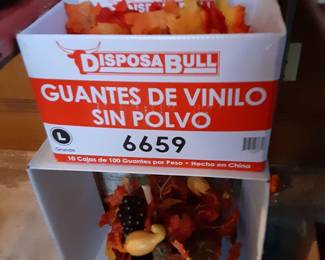 DISPOSABULL
GUANTES DE VINILO
SIN POLVO
L
Grande
6659
10 Cajas de 100 Guantes por Peso • Hecho en China